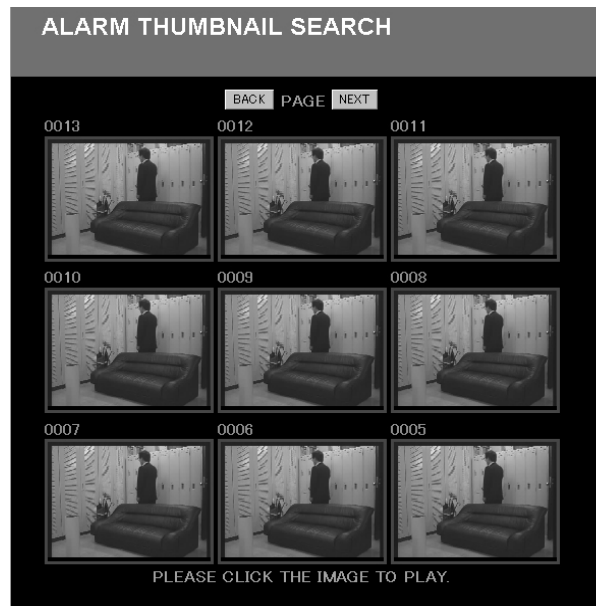 ALARM THUMBNAIL SEARCH
BACK PAGE NEXT
0013 0012 0011
0010 0009 0008
0007 0006 0005
PLEASE CLICK THE IMAGE TO PLAY.